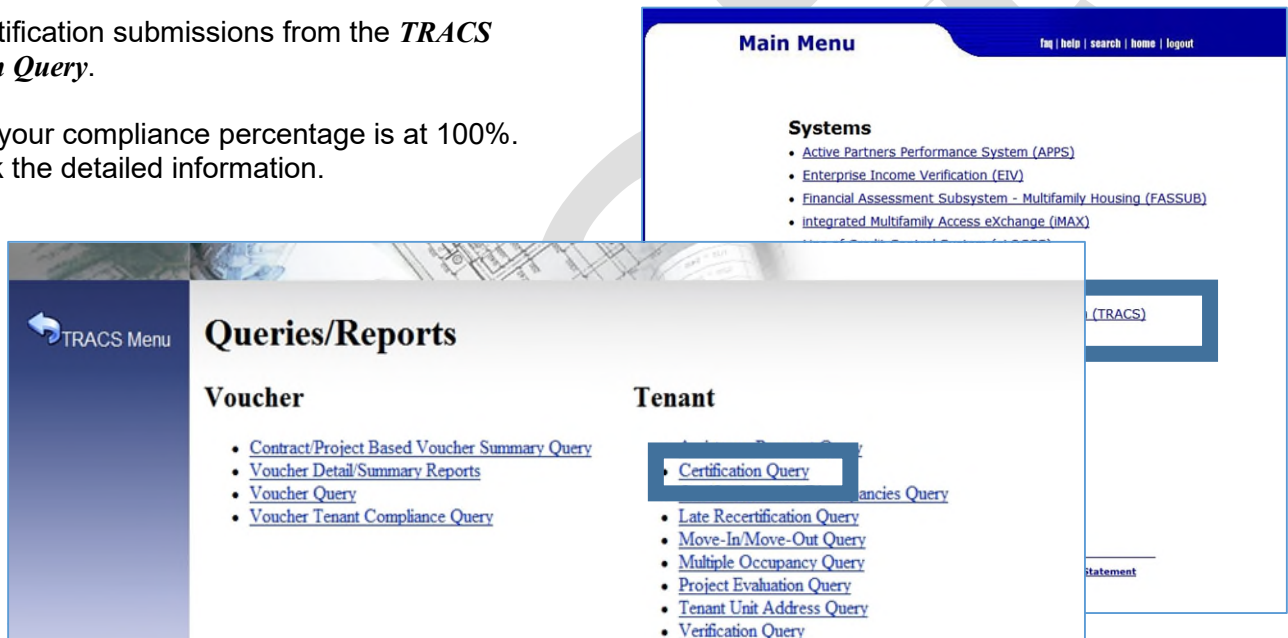 tification submissions from the TRACS
n Query.
your compliance percentage is at 100%.
k the detailed information.
Main Menu
faq | help | search | home | logout
Systems
• Active Partners Performance System (APPS)
• Enterprise Income Verification (EIV)
• Financial Assessment Subsystem - Multifamily Housing (FASSUB)
• integrated Multifamily Access eXchange (iMAX)
(TRACS)
Statement
TRACS Menu
Queries/Reports
Voucher
• Contract/Project Based Voucher Summary Query
• Voucher Detail/Summary Reports
• Voucher Query
• Voucher Tenant Compliance Query
Tenant
• Certification Query
ancies Query
• Late Recertification Query
• Move-In/Move-Out Query
• Multiple Occupancy Query
• Project Evaluation Query
• Tenant Unit Address Query
• Verification Query